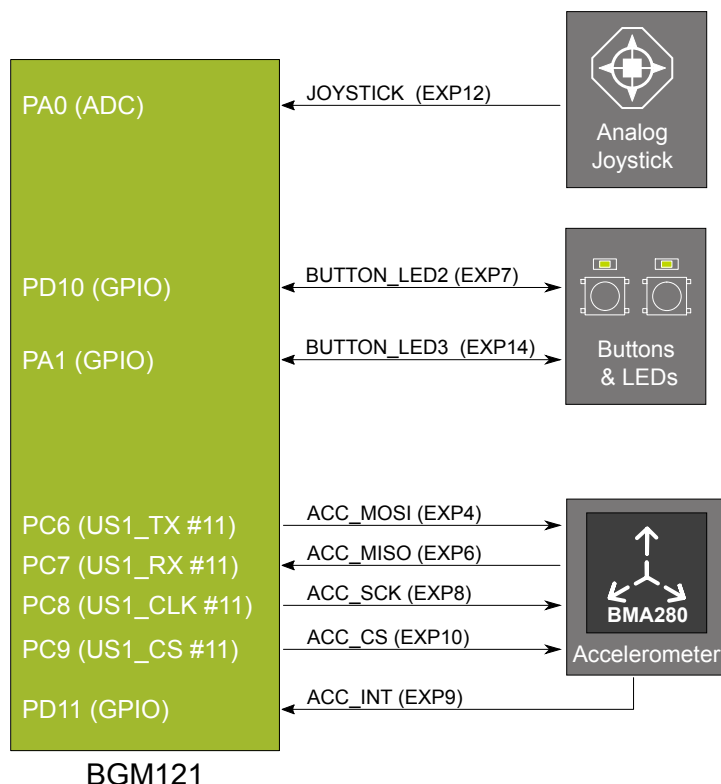 PA0 (ADC)
JOYSTICK (EXP12)
Analog
Joystick
PD10 (GPIO)
BUTTON_LED2 (EXP7)
PA1 (GPIO)
BUTTON_LED3 (EXP14)
Buttons
& LEDs
PC6 (US1_TX #11)
ACC_MOSI (EXP4)
PC7 (US1_RX #11)
ACC_MISO (EXP6)
PC8 (US1_CLK #11)
ACC_SCK (EXP8)
PC9 (US1_CS #11)
ACC_CS (EXP10)
BMA280
Accelerometer
PD11 (GPIO)
ACC_INT (EXP9)
BGM121